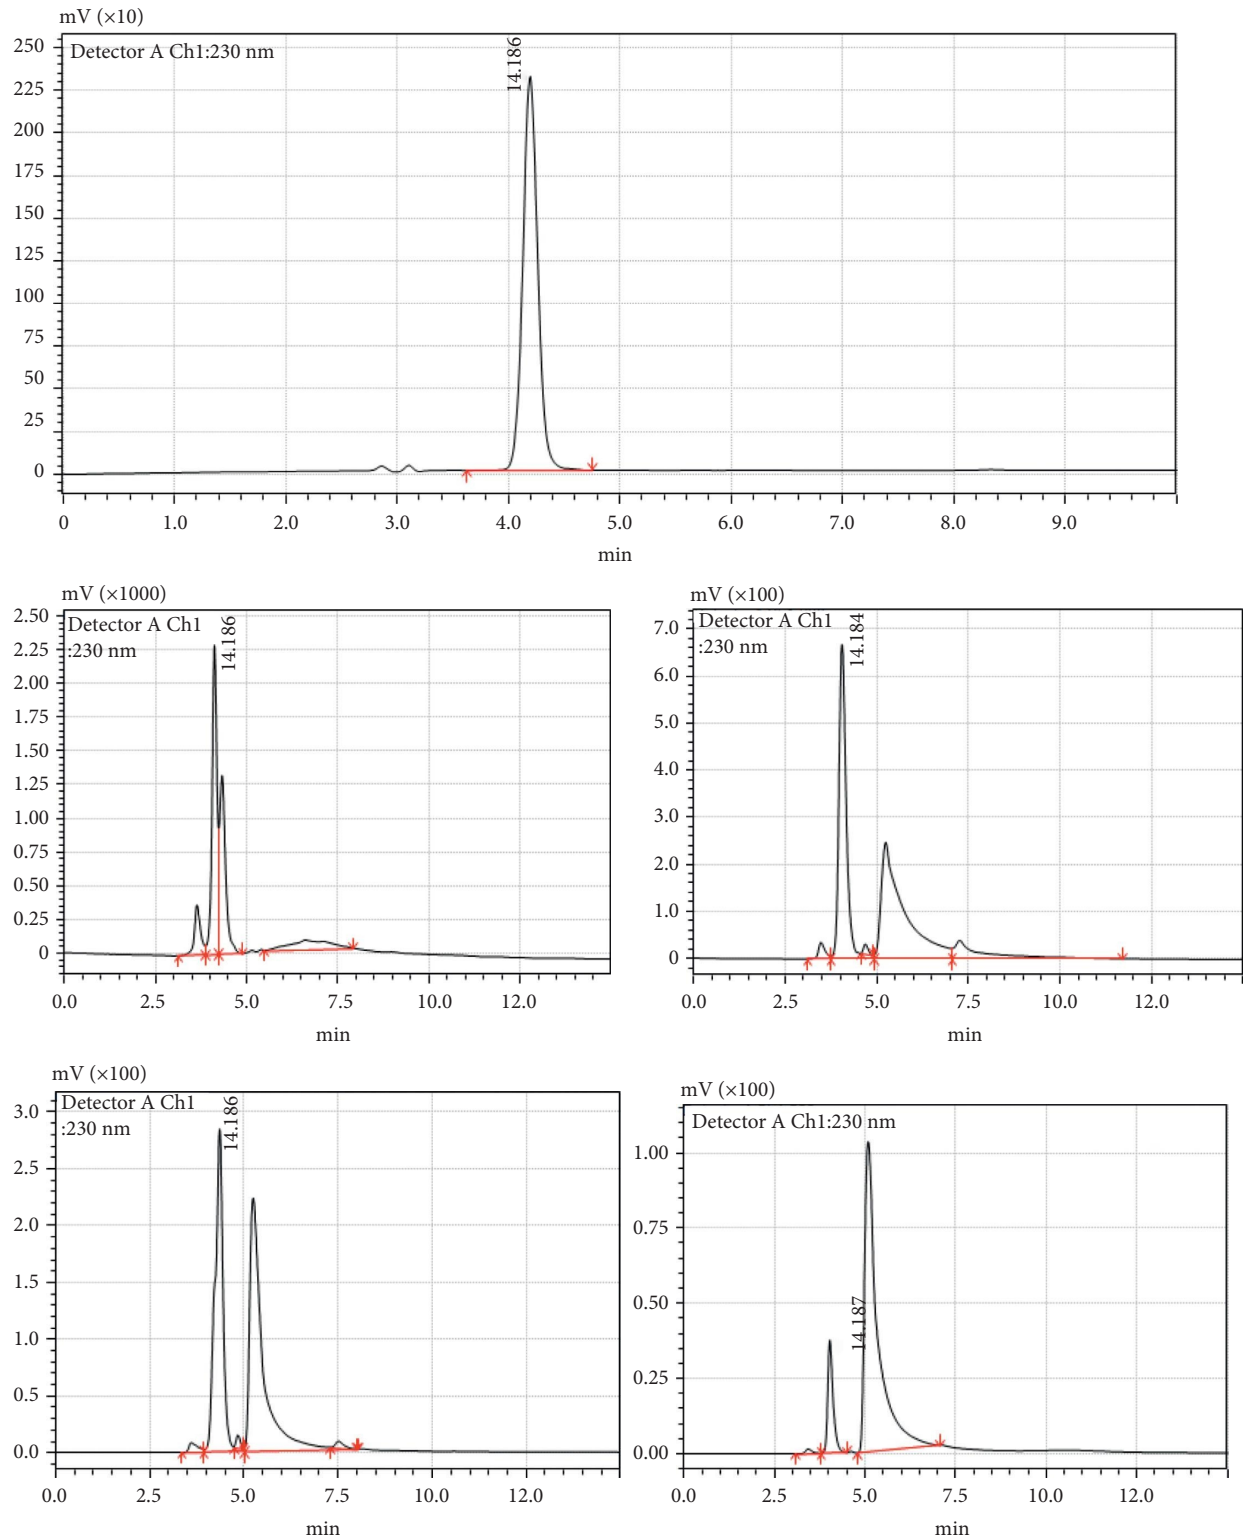 mV (×10)
Detector A Ch1:230 nm
14.186
250
225
200
175
150
125
100
75
50
25
0
0 1.0 2.0 3.0 4.0 5.0 6.0 7.0 8.0 9.0
min
mV (×1000)
Detector A Ch1
:230 nm
14.186
2.50
2.25
2.00
1.75
1.50
1.25
1.00
0.75
0.50
0.25
0
0.0 2.5 5.0 7.5 10.0 12.0
min
mV (×100)
Detector A Ch1
:230 nm
14.184
7.0
6.0
5.0
4.0
3.0
2.0
1.0
0
0.0 2.5 5.0 7.5 10.0 12.0
min
mV (×100)
Detector A Ch1
:230 nm
14.186
3.0
2.5
2.0
1.5
1.0
0.5
0.0
0.0 2.5 5.0 7.5 10.0 12.0
min
mV (×100)
Detector A Ch1:230 nm
14.187
1.00
0.75
0.50
0.25
0.00
0.0 2.5 5.0 7.5 10.0 12.0
min